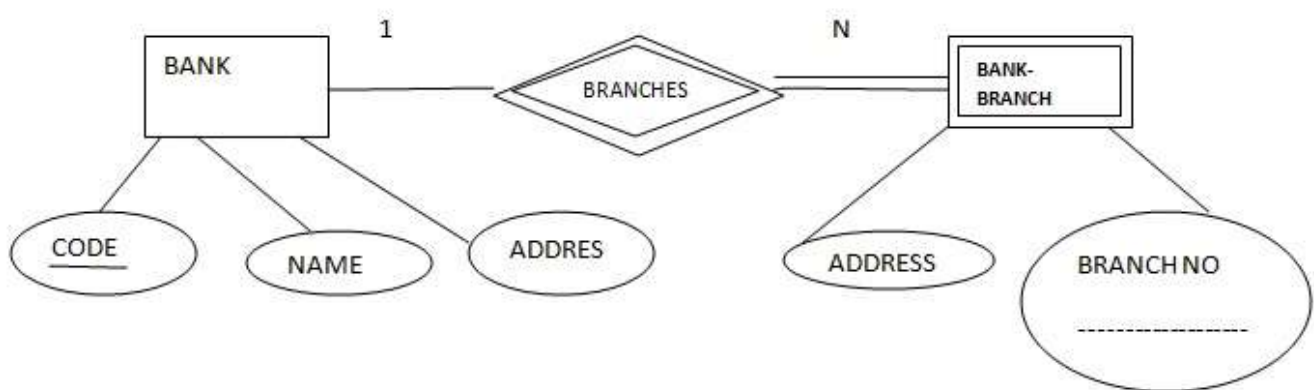 1
N
BANK
BRANCHES
BANK-
BRANCH
CODE
NAME
ADDRES
ADDRESS
BRANCH NO